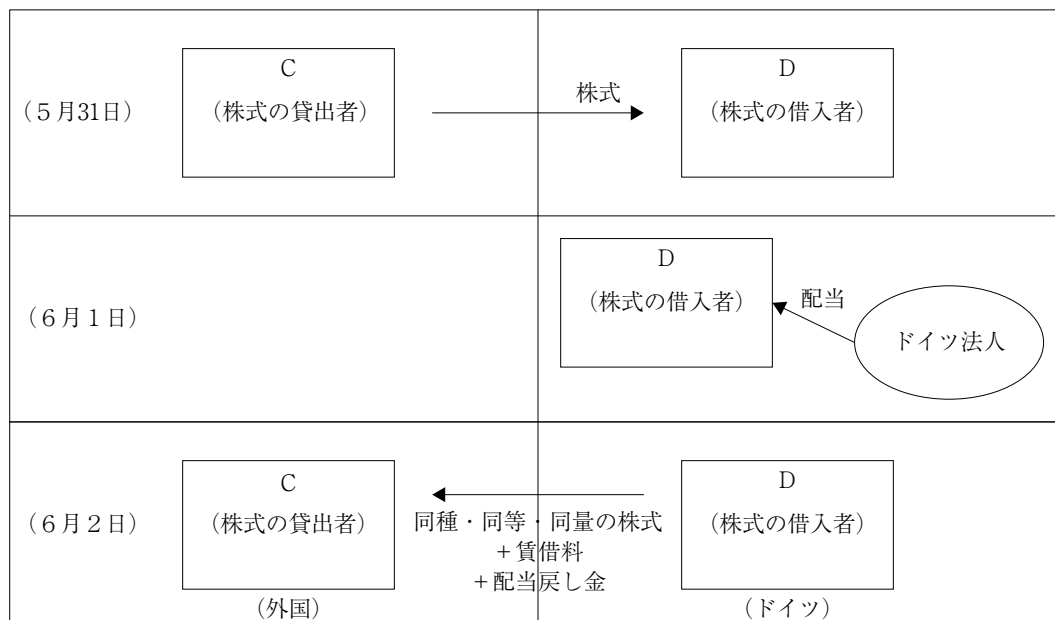 C
D
(5月31日)
(株式の貸出者)
株式
(株式の借入者)
D
(6月1日)
(株式の借入者)
配当
ドイツ法人
C
D
(6月2日)
(株式の貸出者)
同種・同等・同量の株式
+賃借料
+配当戻し金
(株式の借入者)
(外国)
(ドイツ)